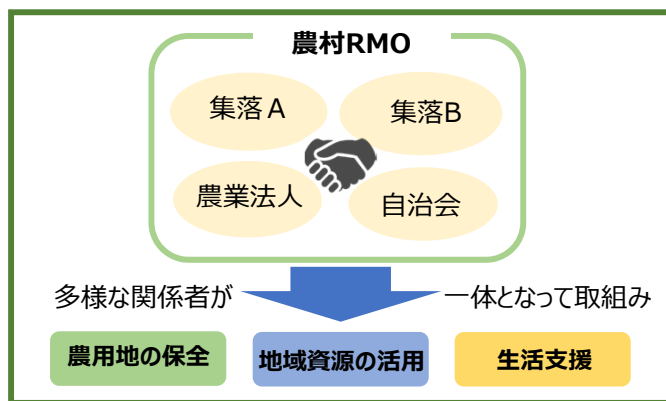 農村RMO
集落A
集落B
農業法人
自治会
多様な関係者が
一体となって取組み
農用地の保全
地域資源の活用
生活支援